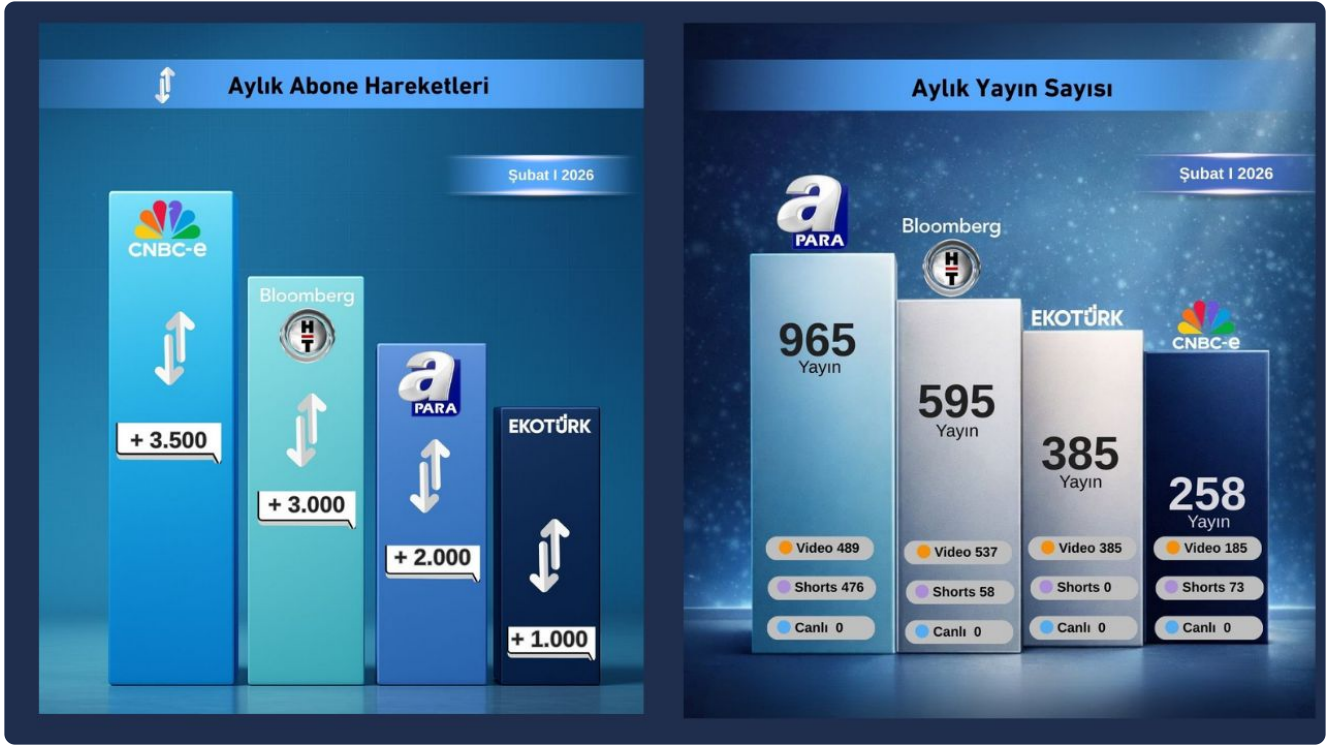 Aylık Abone Hareketleri
Şubat I 2026
CNBC-e
+ 3.500
Bloomberg
HT
+ 3.000
a
PARA
+ 2.000
EKOTÜRK
+ 1.000
Aylık Yayın Sayısı
Şubat I 2026
a
PARA
965
Yayın
Video 489
Shorts 476
Canlı 0
Bloomberg
HT
595
Yayın
Video 537
Shorts 58
Canlı 0
EKOTÜRK
385
Yayın
Video 385
Shorts 0
Canlı 0
CNBC-e
258
Yayın
Video 185
Shorts 73
Canlı 0